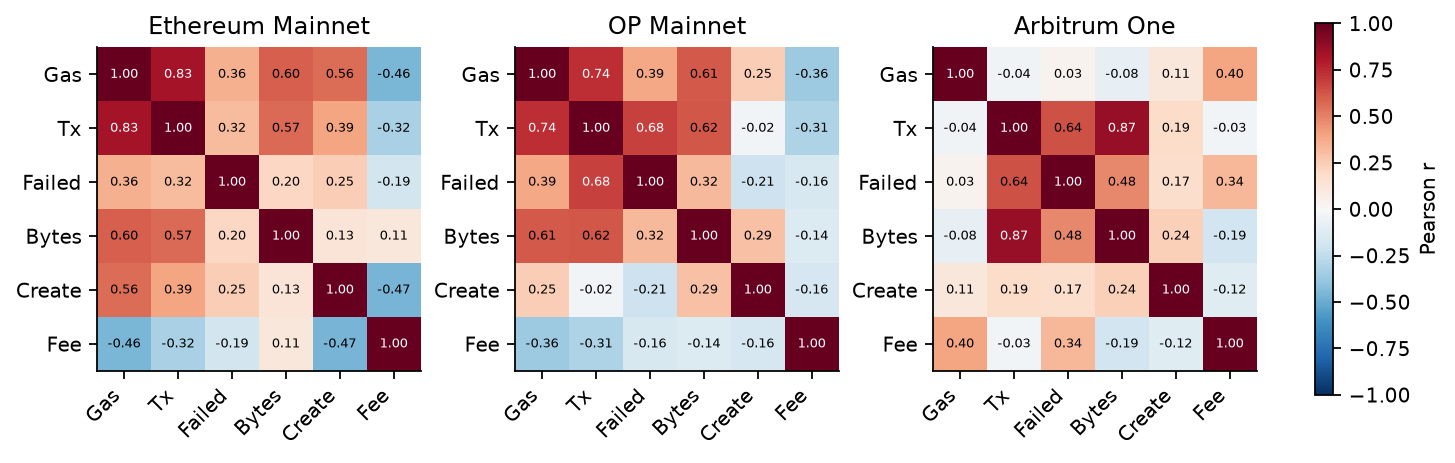 Ethereum Mainnet OP Mainnet Arbitrum One
Gas 1.00 0.83 0.36 0.60 0.56 -0.46
Tx 0.83 1.00 0.32 0.57 0.39 -0.32
Failed 0.36 0.32 1.00 0.20 0.25 -0.19
Bytes 0.60 0.57 0.20 1.00 0.13 0.11
Create 0.56 0.39 0.25 0.13 1.00 -0.47
Fee -0.46 -0.32 -0.19 0.11 -0.47 1.00
Gas Tx Failed Bytes Create Fee
Gas 1.00 0.74 0.39 0.61 0.25 -0.36
Tx 0.74 1.00 0.68 0.62 -0.02 -0.31
Failed 0.39 0.68 1.00 0.32 -0.21 -0.16
Bytes 0.61 0.62 0.32 1.00 0.29 -0.14
Create 0.25 -0.02 -0.21 0.29 1.00 -0.16
Fee -0.36 -0.31 -0.16 -0.14 -0.16 1.00
Gas Tx Failed Bytes Create Fee
Gas 1.00 -0.04 0.03 -0.08 0.11 0.40
Tx -0.04 1.00 0.64 0.87 0.19 -0.03
Failed 0.03 0.64 1.00 0.48 0.17 0.34
Bytes -0.08 0.87 0.48 1.00 0.24 -0.19
Create 0.11 0.19 0.17 0.24 1.00 -0.12
Fee 0.40 -0.03 0.34 -0.19 -0.12 1.00
Gas Tx Failed Bytes Create Fee
1.00
0.75
0.50
0.25
0.00
−0.25
−0.50
−0.75
−1.00
Pearson r